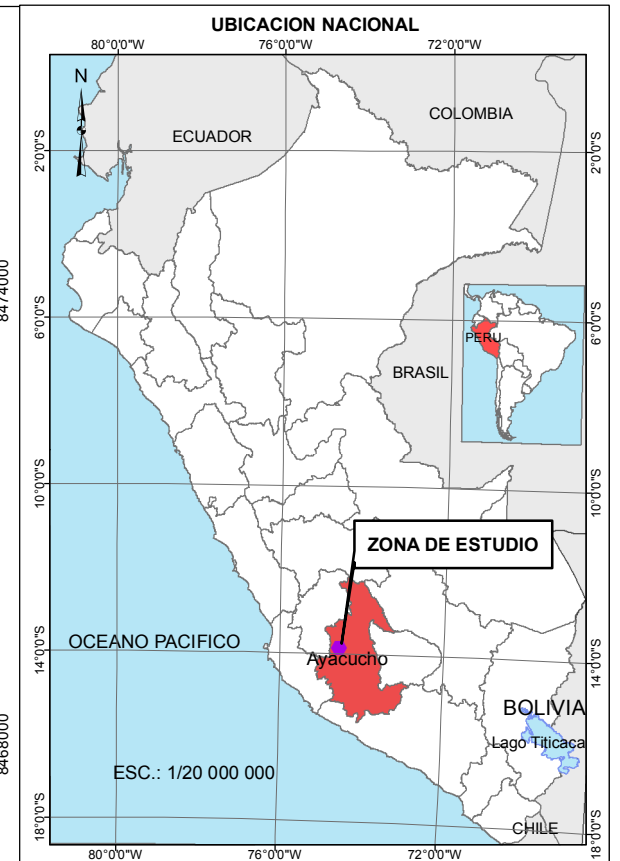 UBICACION NACIONAL
80°0'0"W 76°0'0"W 72°0'0"W
N
COLOMBIA
ECUADOR
2°0'0"S 2°0'0"S
8474000
6°0'0"S 6°0'0"S
PERU
BRASIL
10°0'0"S 10°0'0"S
ZONA DE ESTUDIO
OCEANO PACIFICO
14°0'0"S 14°0'0"S
Ayacucho
BOLIVIA
Lago Titicaca
8468000
ESC.: 1/20 000 000
18°0'0"S 18°0'0"S
CHILE
80°0'0"W 76°0'0"W 72°0'0"W